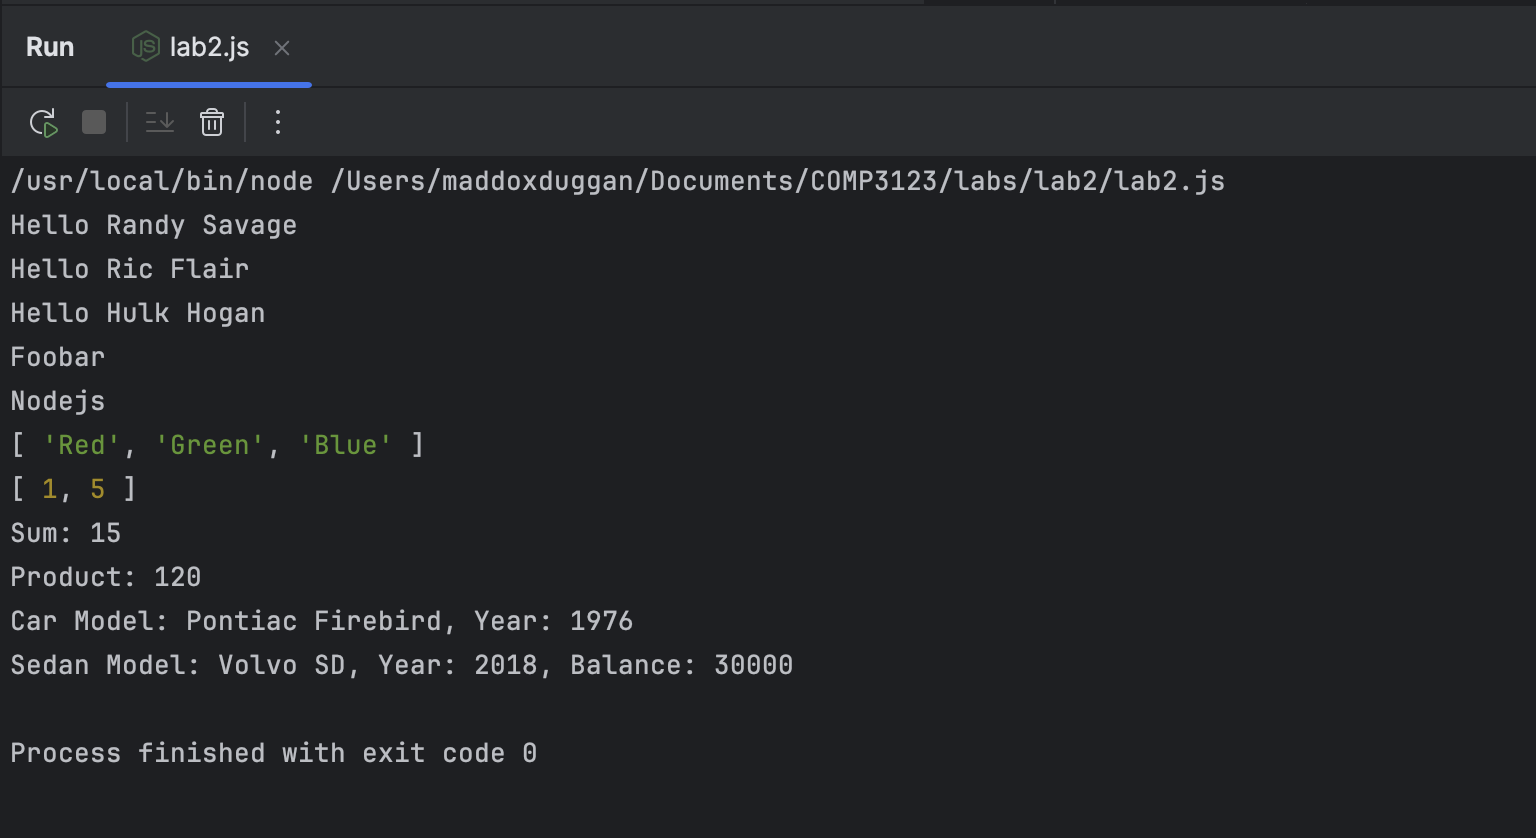 Run lab2.js
/usr/local/bin/node /Users/maddoxduggan/Documents/COMP3123/labs/lab2/lab2.js
Hello Randy Savage
Hello Ric Flair
Hello Hulk Hogan
Foobar
Nodejs
[ 'Red', 'Green', 'Blue' ]
[ 1, 5 ]
Sum: 15
Product: 120
Car Model: Pontiac Firebird, Year: 1976
Sedan Model: Volvo SD, Year: 2018, Balance: 30000
Process finished with exit code 0